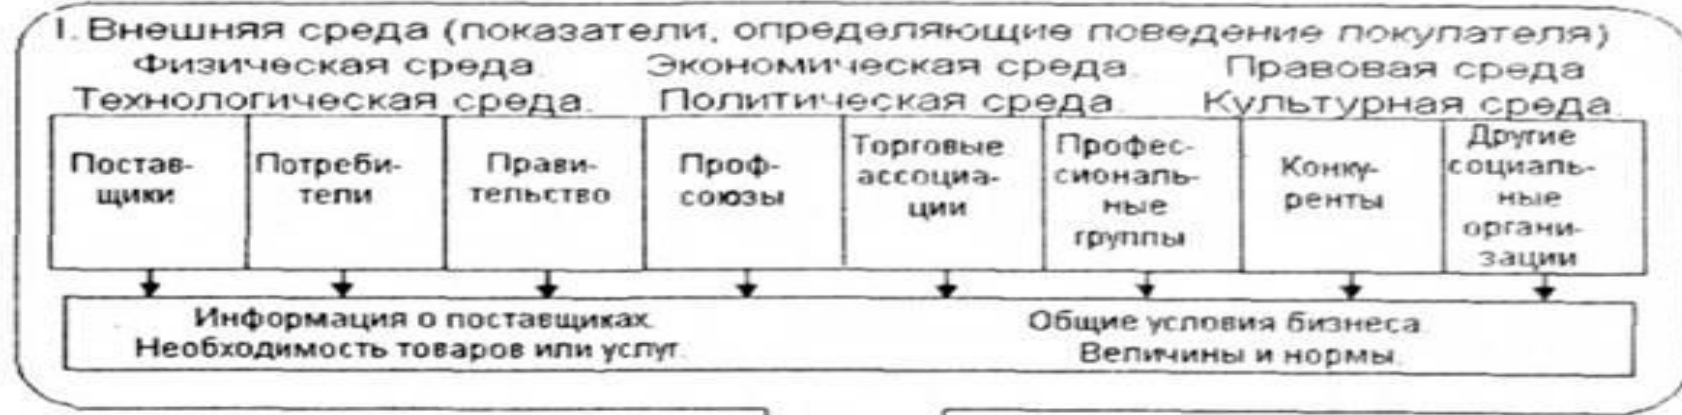 I. Внешняя среда (показатели, определяющие поведение покупателя)
Физическая среда. Экономическая среда. Правовая среда
Технологическая среда. Политическая среда. Культурная среда.
Постав-
щики
Потреби-
тели
Прави-
тельство
Проф-
союзы
Торговые
ассоциа-
ции
Профес-
сиональ-
ные
группы
Конку-
ренты
Другие
социаль-
ные
органи-
зации
Информация о поставщиках.
Необходимость товаров или услуг.
Общие условия бизнеса.
Величины и нормы.